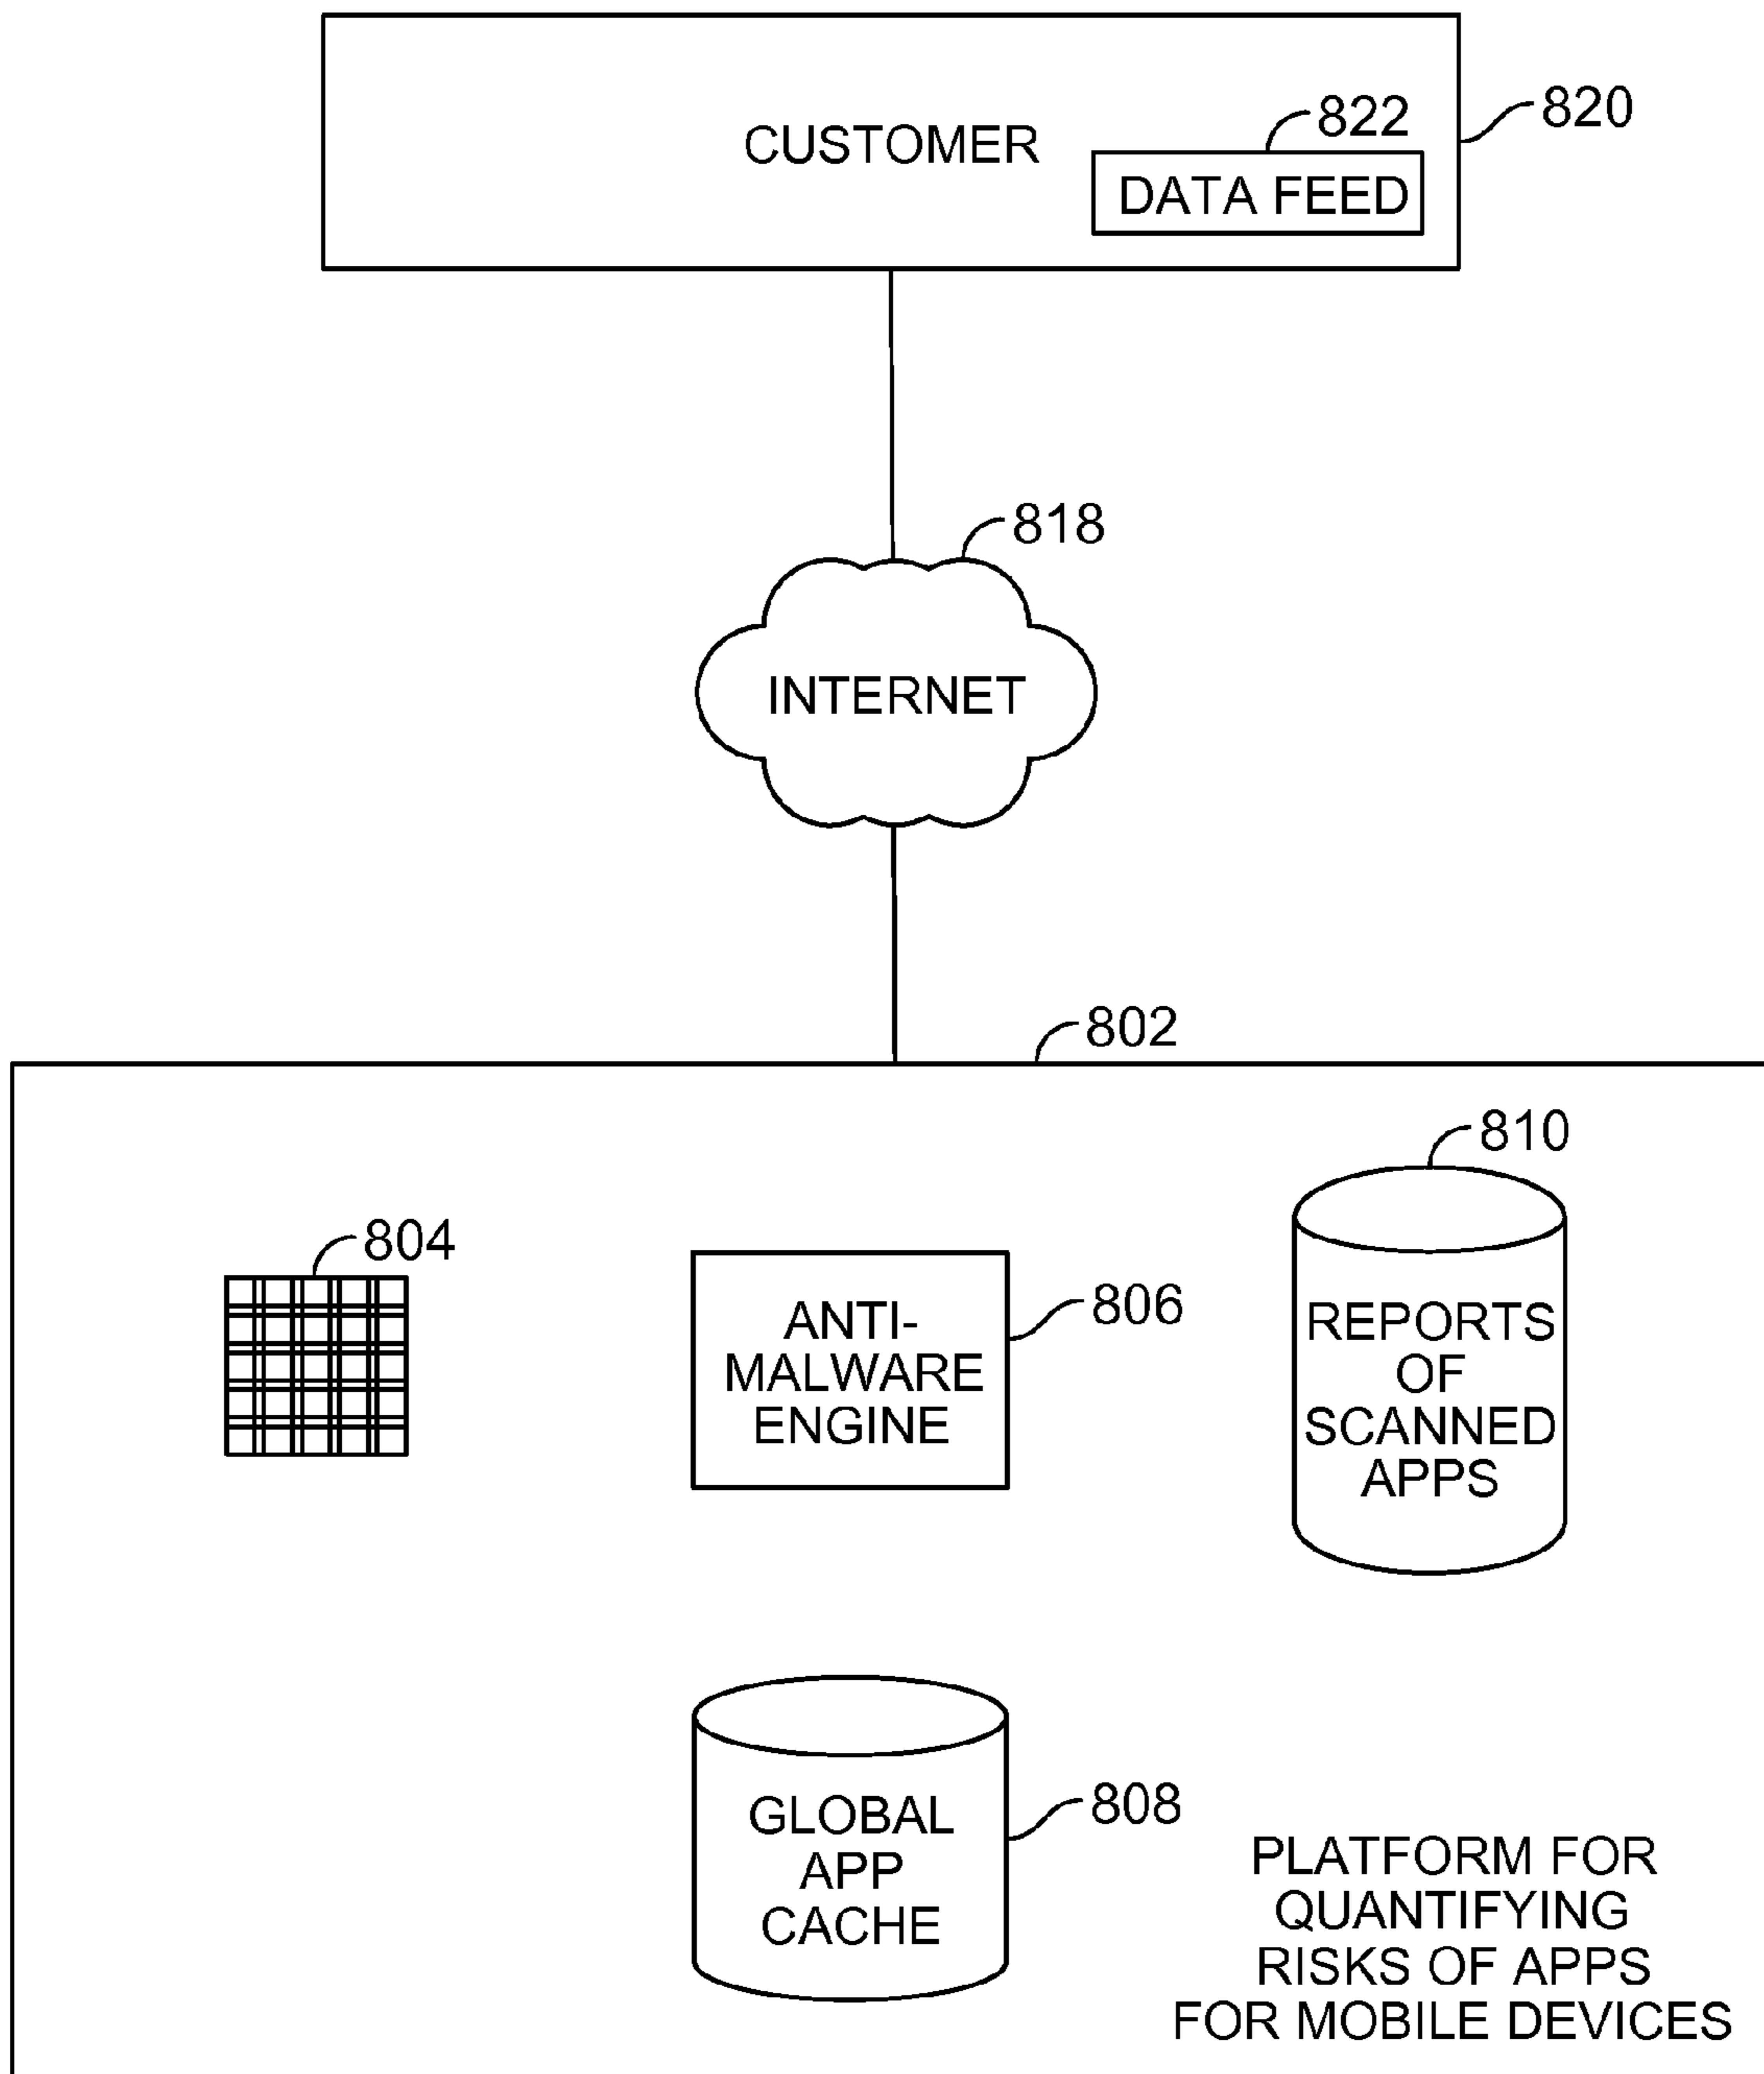 CUSTOMER
822
820
DATA FEED
818
INTERNET
802
810
804
806
ANTI-
MALWARE
ENGINE
REPORTS
OF
SCANNED
APPS
808
GLOBAL
APP
CACHE
PLATFORM FOR
QUANTIFYING
RISKS OF APPS
FOR MOBILE DEVICES